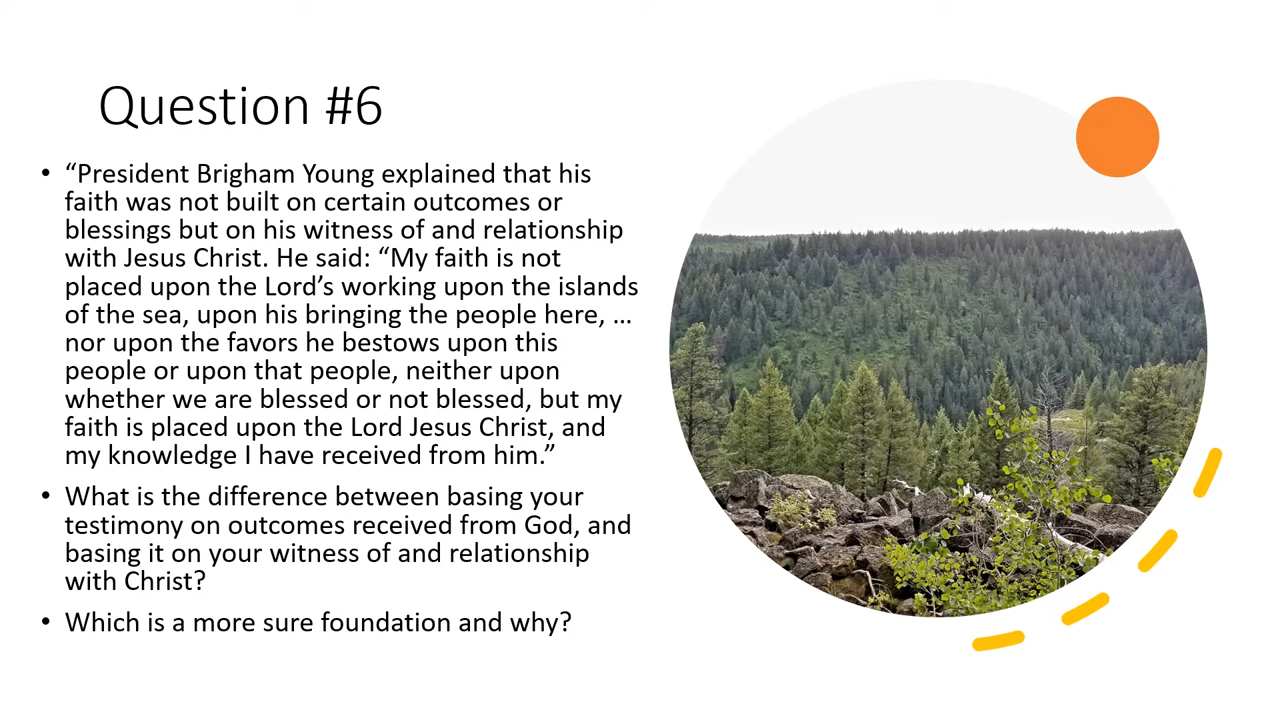 Question #6
• “President Brigham Young explained that his
faith was not built on certain outcomes or
blessings but on his witness of and relationship
with Jesus Christ. He said: “My faith is not
placed upon the Lord’s working upon the islands
of the sea, upon his bringing the people here, …
nor upon the favors he bestows upon this
people or upon that people, neither upon
whether we are blessed or not blessed, but my
faith is placed upon the Lord Jesus Christ, and
my knowledge I have received from him.”
• What is the difference between basing your
testimony on outcomes received from God, and
basing it on your witness of and relationship
with Christ?
• Which is a more sure foundation and why?